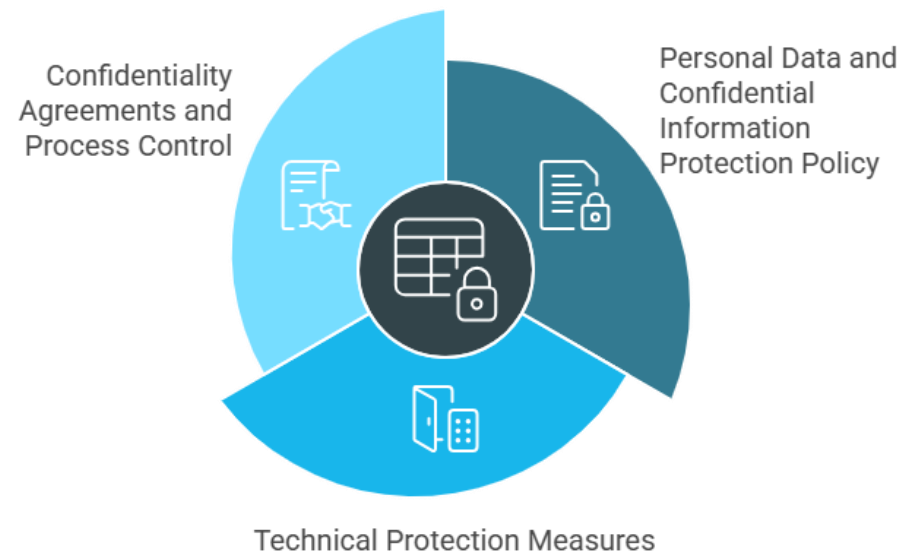 Confidentiality
Agreements and
Process Control
Personal Data and
Confidential
Information
Protection Policy
Technical Protection Measures